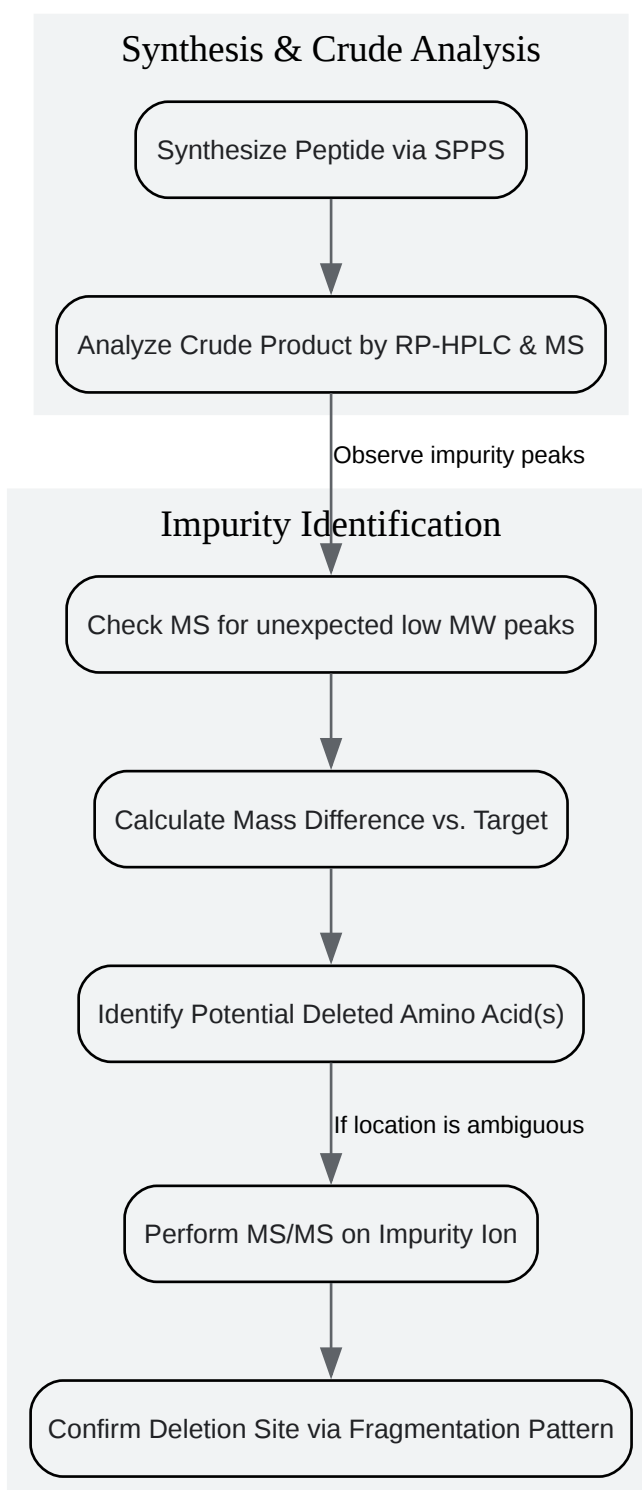 Synthesis & Crude Analysis
Synthesize Peptide via SPPS
Analyze Crude Product by RP-HPLC & MS
Observe impurity peaks
Impurity Identification
Check MS for unexpected low MW peaks
Calculate Mass Difference vs. Target
Identify Potential Deleted Amino Acid(s)
If location is ambiguous
Perform MS/MS on Impurity Ion
Confirm Deletion Site via Fragmentation Pattern